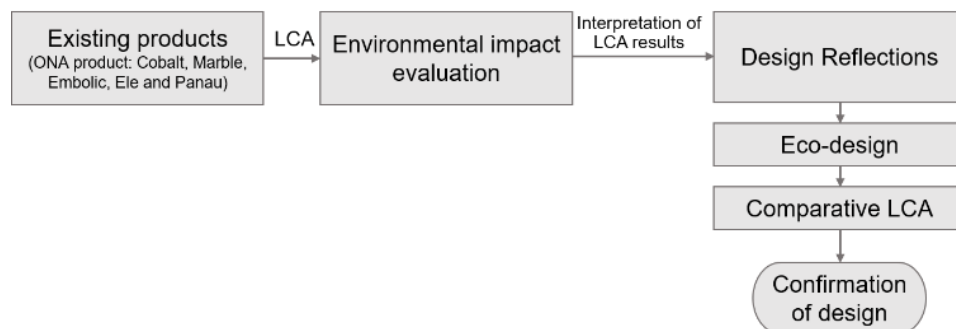 Existing products
(ONA product: Cobalt, Marble,
Embolic, Ele and Panau)
LCA
Environmental impact
evaluation
Interpretation of
LCA results
Design Reflections
Eco-design
Comparative LCA
Confirmation
of design